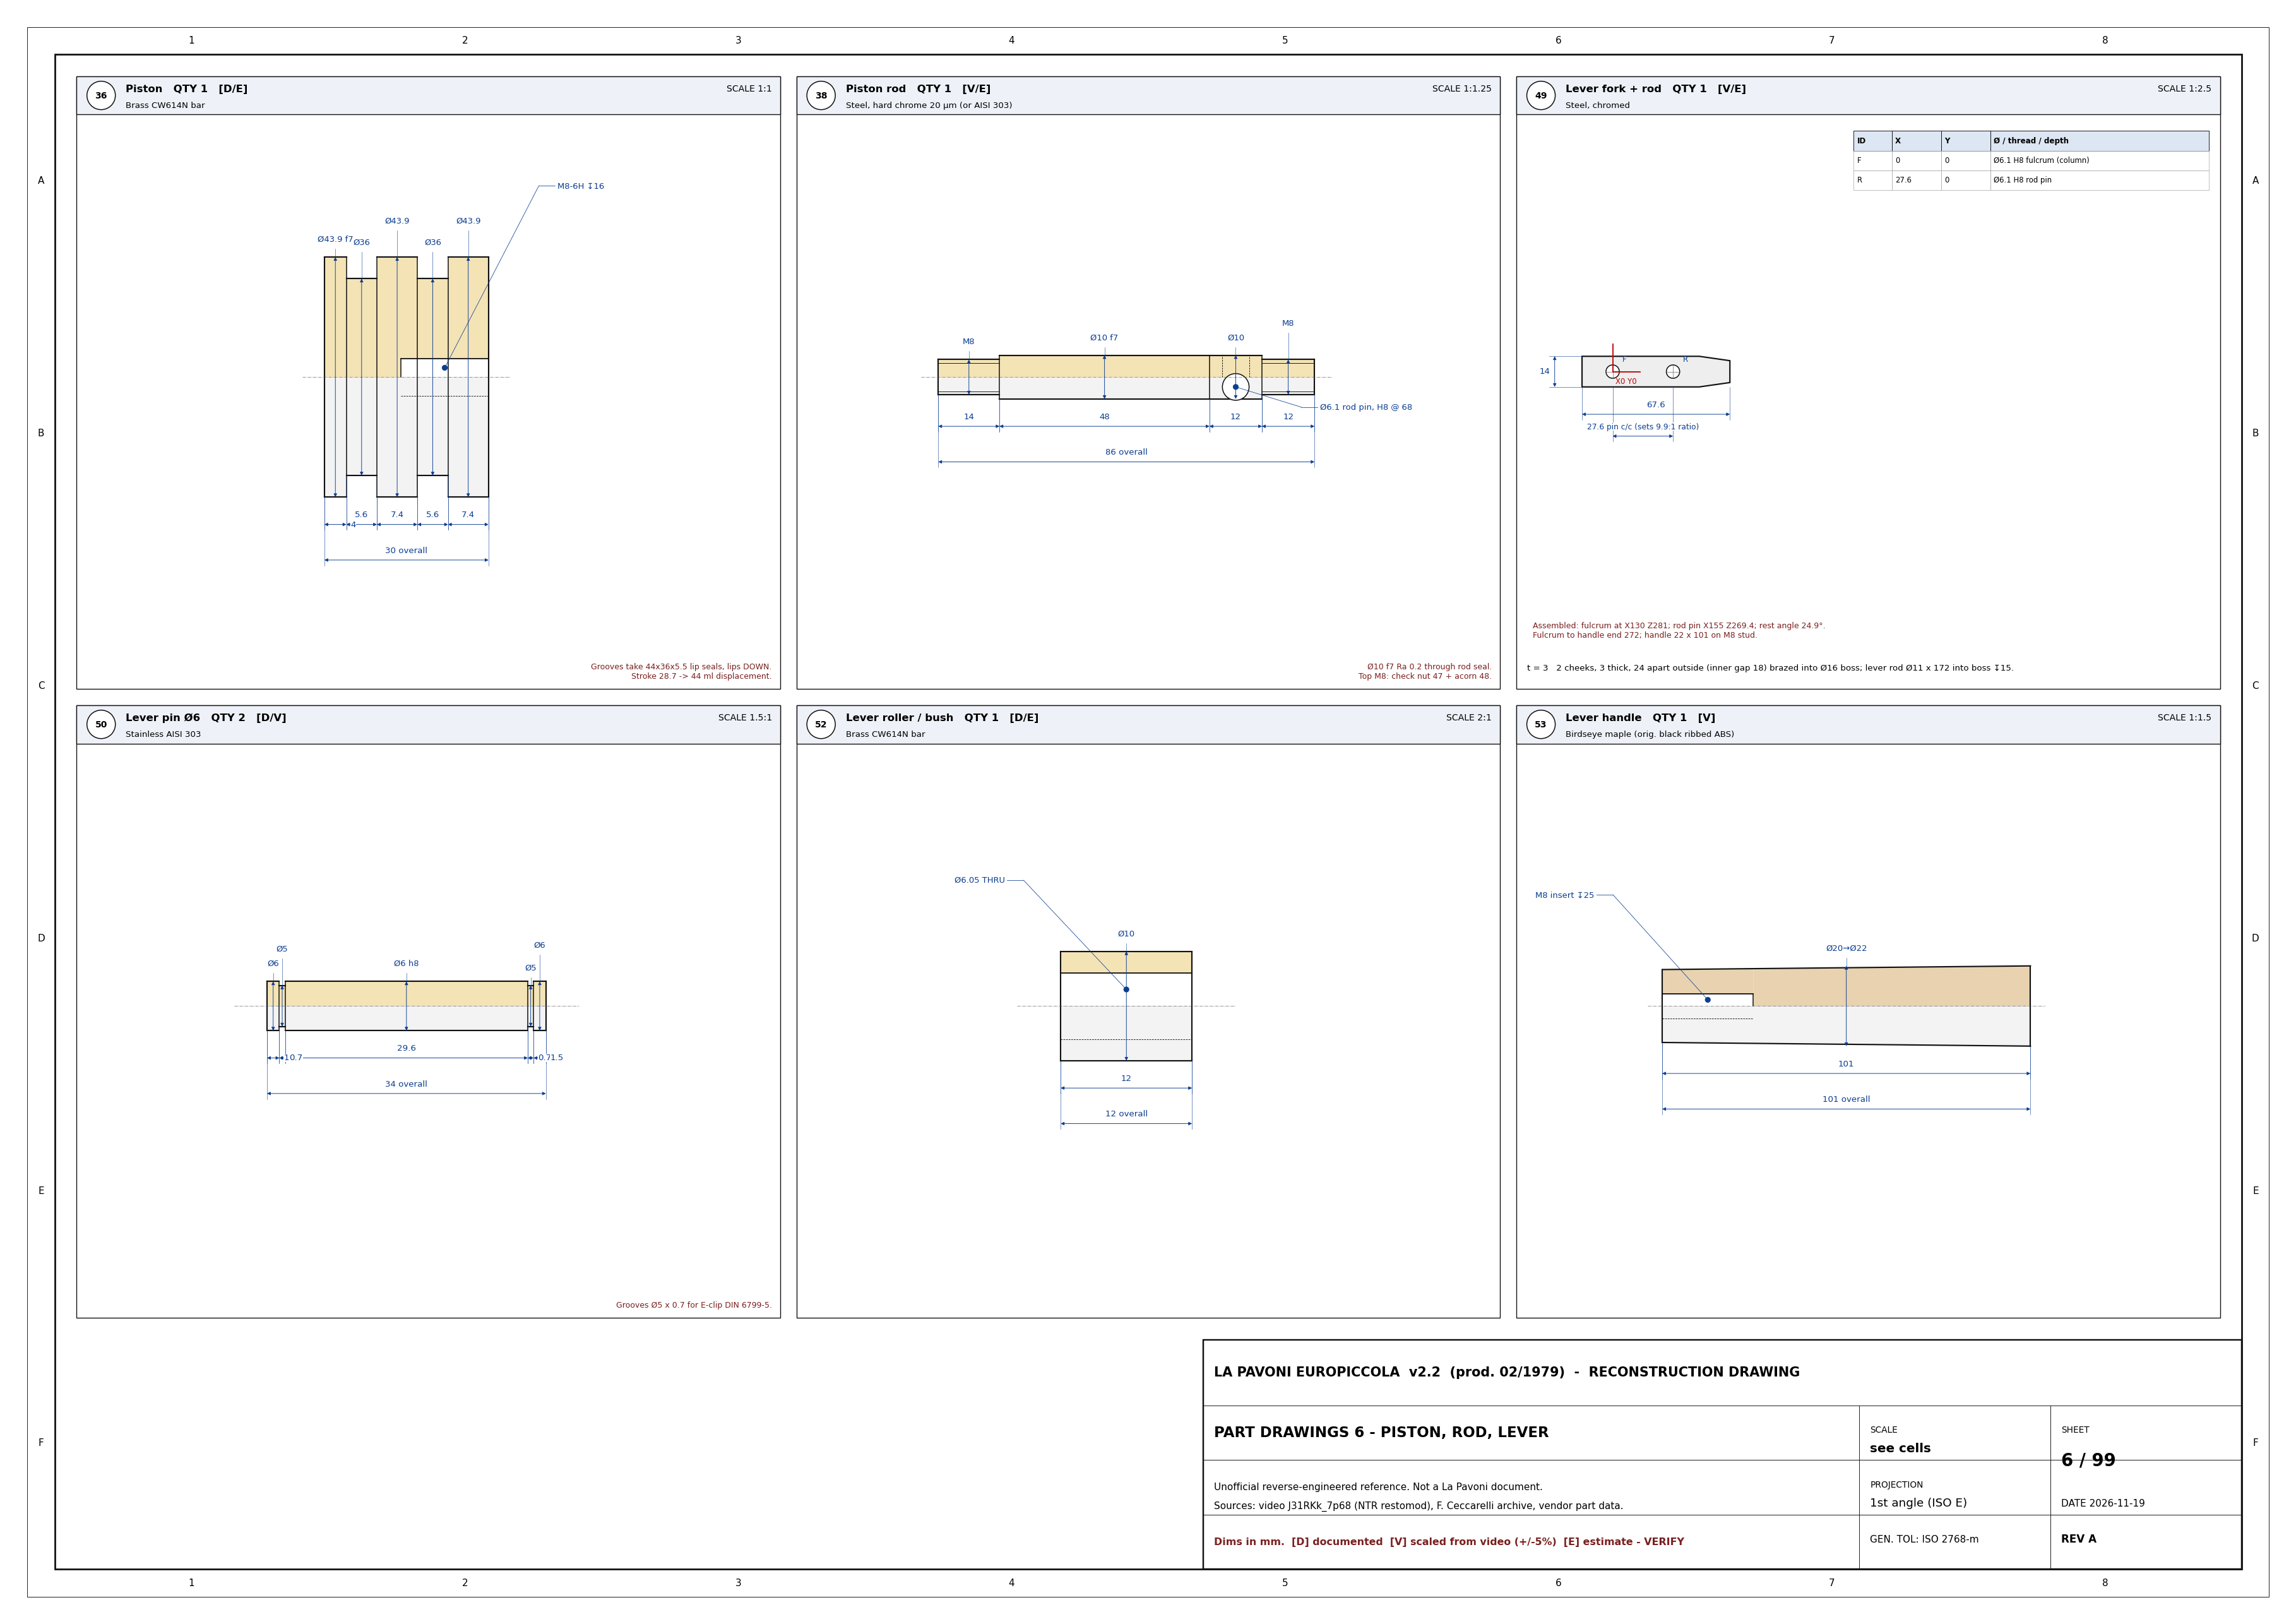 1 2 3 4 5 6 7 8
A
B
C
D
E
F
36 Piston QTY 1 [D/E] SCALE 1:1
Brass CW614N bar
M8-6H ↧16
Ø43.9 Ø43.9
Ø43.9 f7 Ø36 Ø36
5.6 7.4 5.6 7.4
4
30 overall
Grooves take 44x36x5.5 lip seals, lips DOWN.
Stroke 28.7 -> 44 ml displacement.
38 Piston rod QTY 1 [V/E] SCALE 1:1.25
Steel, hard chrome 20 µm (or AISI 303)
M8
M8 Ø10 f7 Ø10
Ø6.1 rod pin, H8 @ 68
14 48 12 12
86 overall
Ø10 f7 Ra 0.2 through rod seal.
Top M8: check nut 47 + acorn 48.
49 Lever fork + rod QTY 1 [V/E] SCALE 1:2.5
Steel, chromed
ID X Y Ø / thread / depth
F 0 0 Ø6.1 H8 fulcrum (column)
R 27.6 0 Ø6.1 H8 rod pin
F R
14
X0 Y0
67.6
27.6 pin c/c (sets 9.9:1 ratio)
Assembled: fulcrum at X130 Z281; rod pin X155 Z269.4; rest angle 24.9°.
Fulcrum to handle end 272; handle 22 x 101 on M8 stud.
t = 3 2 cheeks, 3 thick, 24 apart outside (inner gap 18) brazed into Ø16 boss; lever rod Ø11 x 172 into boss ↧15.
50 Lever pin Ø6 QTY 2 [D/V] SCALE 1.5:1
Stainless AISI 303
Ø5 Ø6
Ø6 Ø6 h8 Ø5
29.6
10.7 0.71.5
34 overall
Grooves Ø5 x 0.7 for E-clip DIN 6799-5.
52 Lever roller / bush QTY 1 [D/E] SCALE 2:1
Brass CW614N bar
Ø6.05 THRU
Ø10
12
12 overall
53 Lever handle QTY 1 [V] SCALE 1:1.5
Birdseye maple (orig. black ribbed ABS)
M8 insert ↧25
Ø20→Ø22
101
101 overall
LA PAVONI EUROPICCOLA v2.2 (prod. 02/1979) - RECONSTRUCTION DRAWING
PART DRAWINGS 6 - PISTON, ROD, LEVER
SCALE
see cells
SHEET
6 / 99
Unofficial reverse-engineered reference. Not a La Pavoni document.
Sources: video J31RKk_7p68 (NTR restomod), F. Ceccarelli archive, vendor part data.
PROJECTION
1st angle (ISO E)
DATE 2026-11-19
Dims in mm. [D] documented [V] scaled from video (+/-5%) [E] estimate - VERIFY
GEN. TOL: ISO 2768-m
REV A
A
B
C
D
E
F
1 2 3 4 5 6 7 8